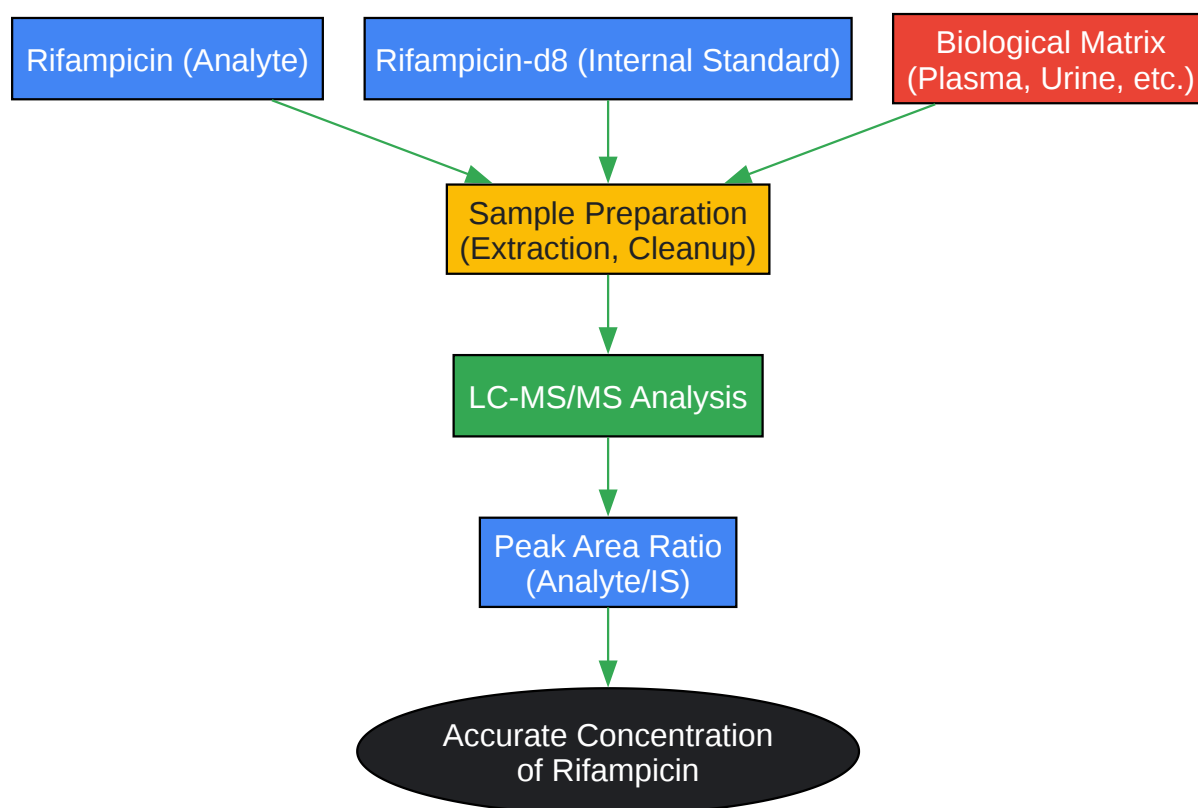 Rifampicin (Analyte)
Rifampicin-d8 (Internal Standard)
Biological Matrix
(Plasma, Urine, etc.)
Sample Preparation
(Extraction, Cleanup)
LC-MS/MS Analysis
Peak Area Ratio
(Analyte/IS)
Accurate Concentration
of Rifampicin